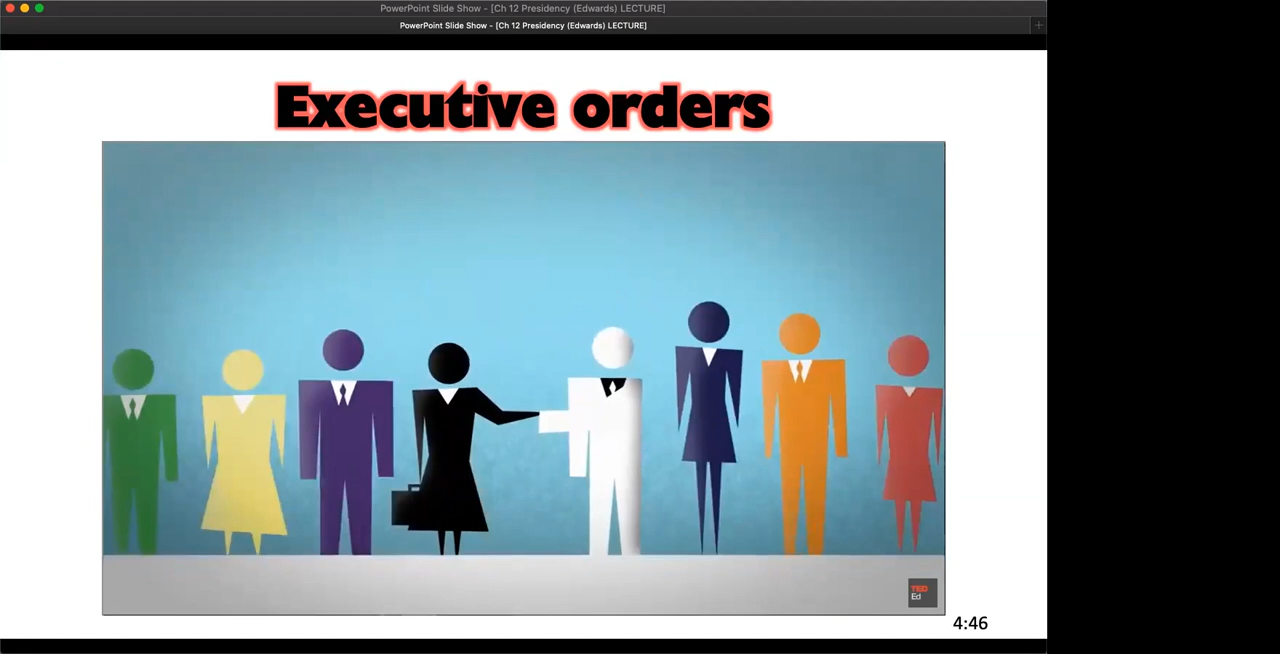 PowerPoint Slide Show - [Ch 12 Presidency (Edwards) LECTURE]
PowerPoint Slide Show - [Ch 12 Presidency (Edwards) LECTURE]
Executive orders
TED
Ed
4:46